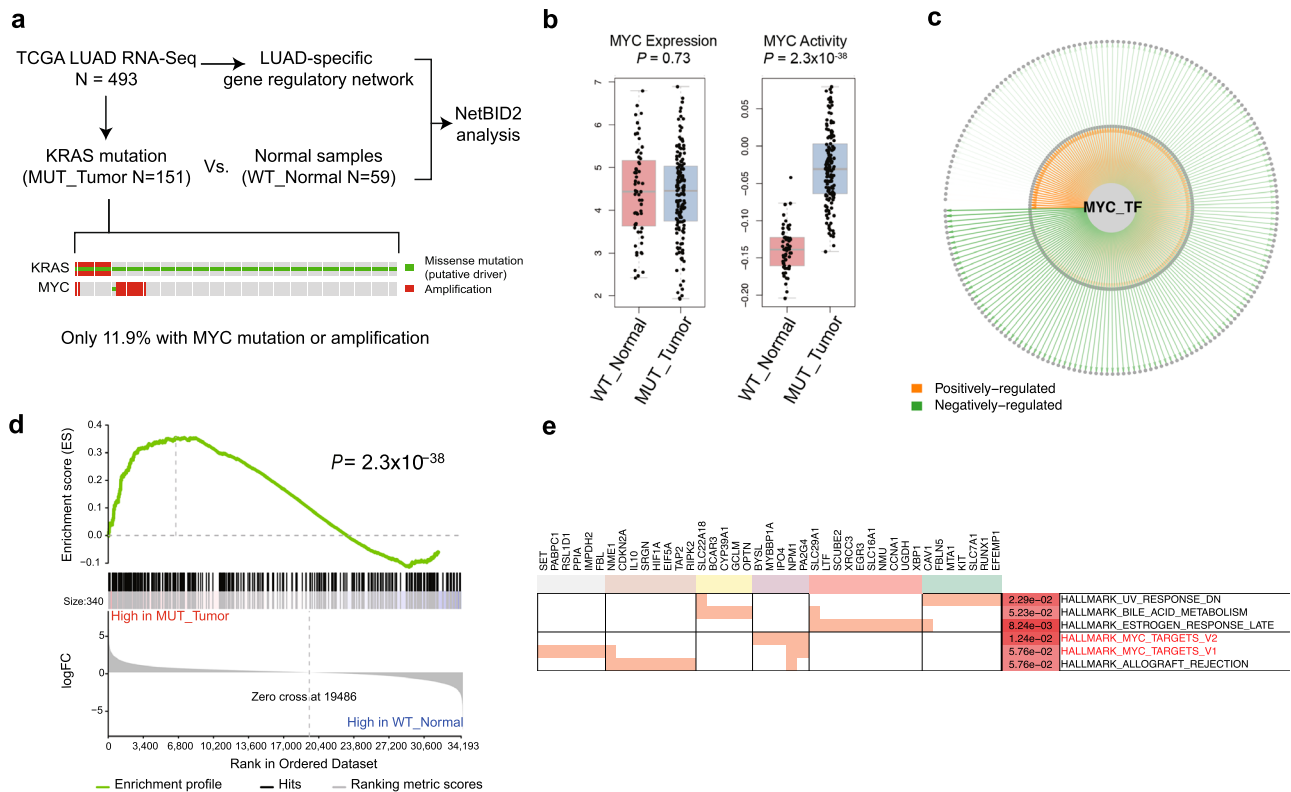 a
TCGA LUAD RNA-Seq
N = 493
LUAD-specific
gene regulatory network
NetBID2
analysis
KRAS mutation
(MUT_Tumor N=151)
Vs.
Normal samples
(WT_Normal N=59)
KRAS
MYC
Missense mutation
(putative driver)
Amplification
Only 11.9% with MYC mutation or amplification
b
MYC Expression
P = 0.73
7
6
5
4
3
2
WT_Normal
MUT_Tumor
MYC Activity
P = 2.3x10⁻³⁸
0.05
0.00
−0.05
−0.10
−0.15
−0.20
WT_Normal
MUT_Tumor
c
MYC_TF
Positively−regulated
Negatively−regulated
d
Enrichment score (ES)
0.4
0.3
0.2
0.1
0.0
−0.1
P= 2.3x10⁻³⁸
Size:340
High in MUT_Tumor
logFC
5
0
−5
Zero cross at 19486
High in WT_Normal
0 3,400 6,800 10,200 13,600 17,000 20,400 23,800 27,200 30,600 34,193
Rank in Ordered Dataset
Enrichment profile Hits Ranking metric scores
e
SET
PABPC1
RSL1D1
PPIA
IMPDH2
FBL
NME1
CDKN2A
IL10
SRGN
HIF1A
EIF5A
TAP2
RIPK2
SLC22A18
BCAR3
CYP39A1
GCLM
OPTN
BYSL
MYBBP1A
IPO4
NPM1
PA2G4
SLC29A1
LTF
SCUBE2
XRCC3
EGR3
SLC16A1
NMU
CCNA1
UGDH
XBP1
CAV1
FBLN5
MTA1
KIT
SLC7A1
RUNX1
EFEMP1
2.29e−02 HALLMARK_UV_RESPONSE_DN
5.23e−02 HALLMARK_BILE_ACID_METABOLISM
8.24e−03 HALLMARK_ESTROGEN_RESPONSE_LATE
1.24e−02 HALLMARK_MYC_TARGETS_V2
5.76e−02 HALLMARK_MYC_TARGETS_V1
5.76e−02 HALLMARK_ALLOGRAFT_REJECTION